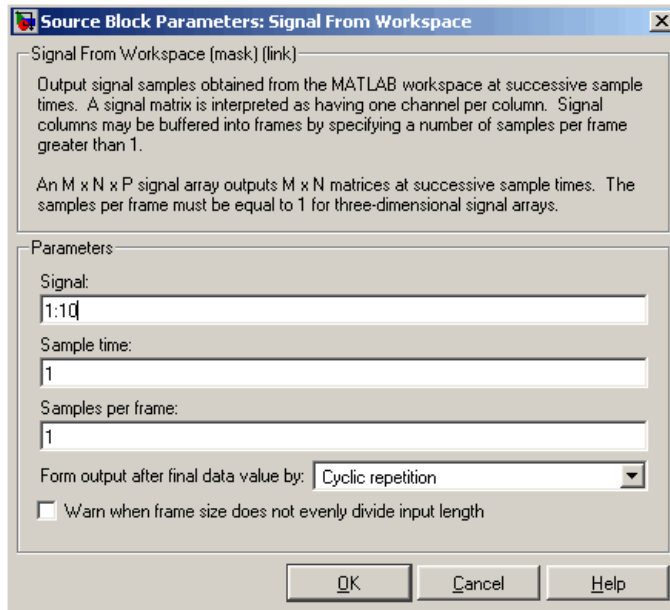 Source Block Parameters: Signal From Workspace
Signal From Workspace (mask) (link)
Output signal samples obtained from the MATLAB workspace at successive sample
times. A signal matrix is interpreted as having one channel per column. Signal
columns may be buffered into frames by specifying a number of samples per frame
greater than 1.
An M x N x P signal array outputs M x N matrices at successive sample times. The
samples per frame must be equal to 1 for three-dimensional signal arrays.
Parameters
Signal:
1:10
Sample time:
1
Samples per frame:
1
Form output after final data value by: Cyclic repetition
Warn when frame size does not evenly divide input length
OK Cancel Help